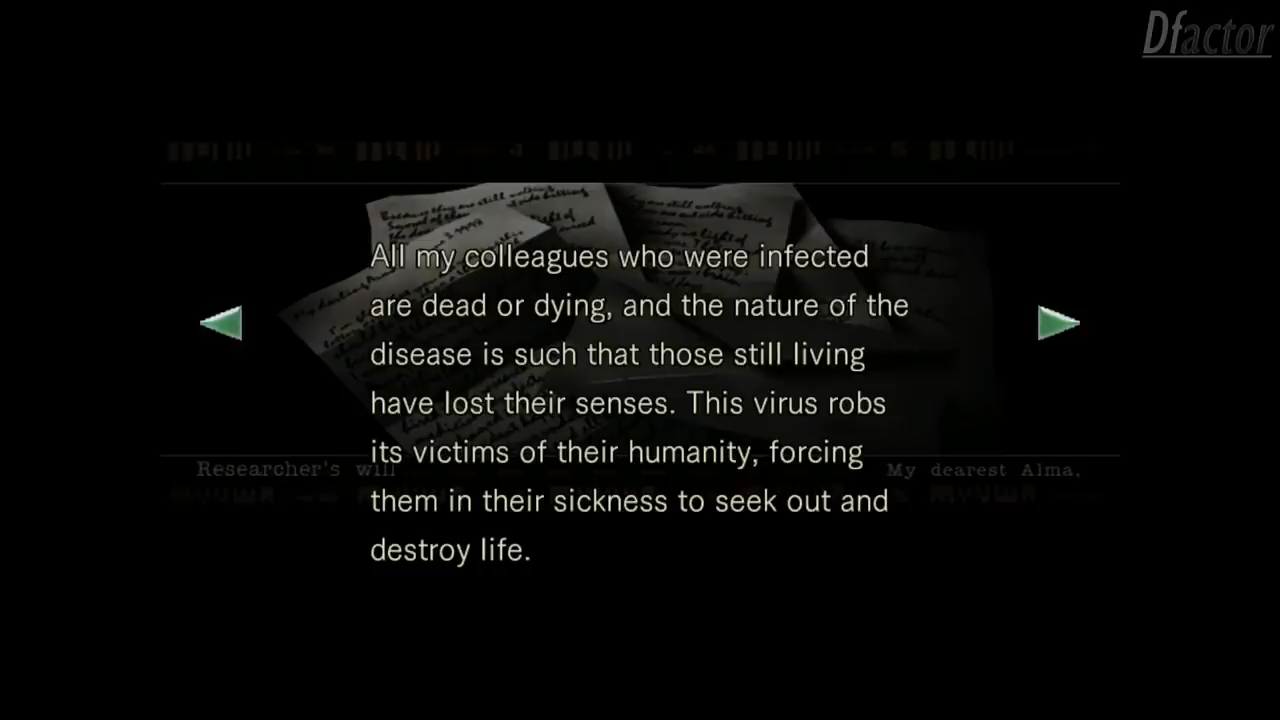 Dfactor
All my colleagues who were infected
are dead or dying, and the nature of the
disease is such that those still living
have lost their senses. This virus robs
its victims of their humanity, forcing
them in their sickness to seek out and
destroy life.
Researcher's will
My dearest Alma,